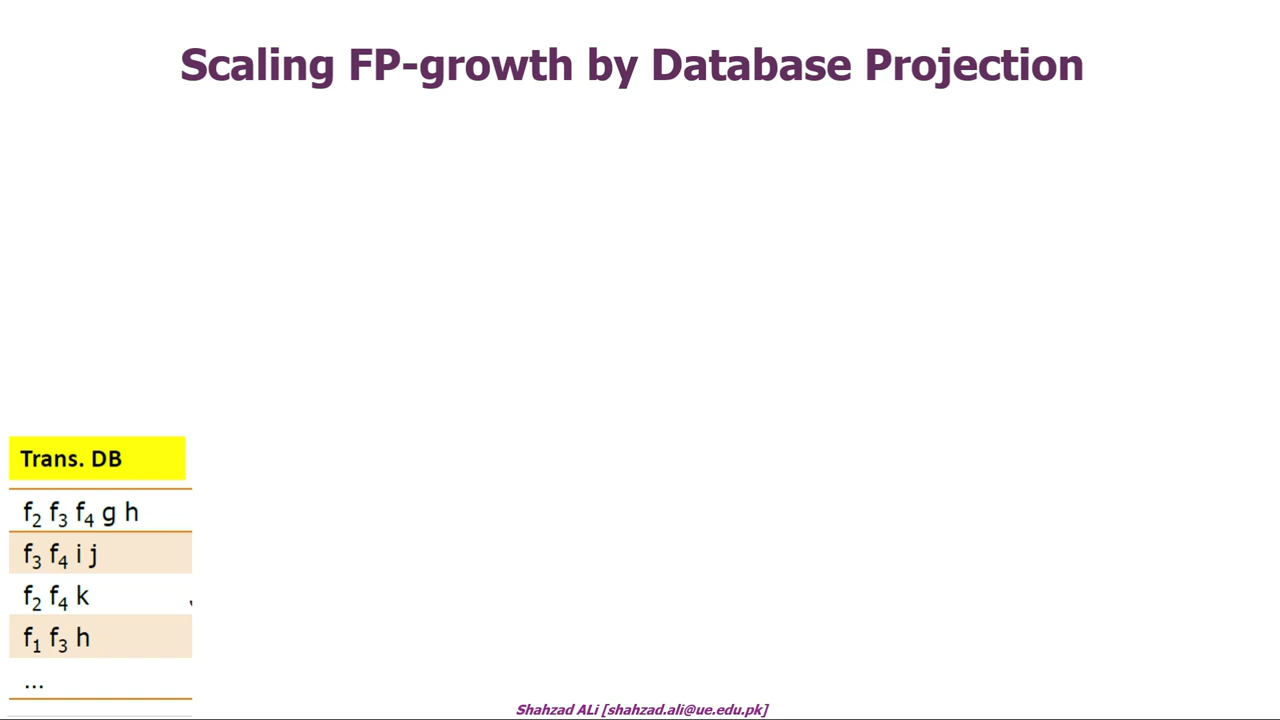 Scaling FP-growth by Database Projection
Trans. DB
f₂ f₃ f₄ g h
f₃ f₄ i j
f₂ f₄ k
f₁ f₃ h
...
Shahzad ALi [shahzad.ali@ue.edu.pk]